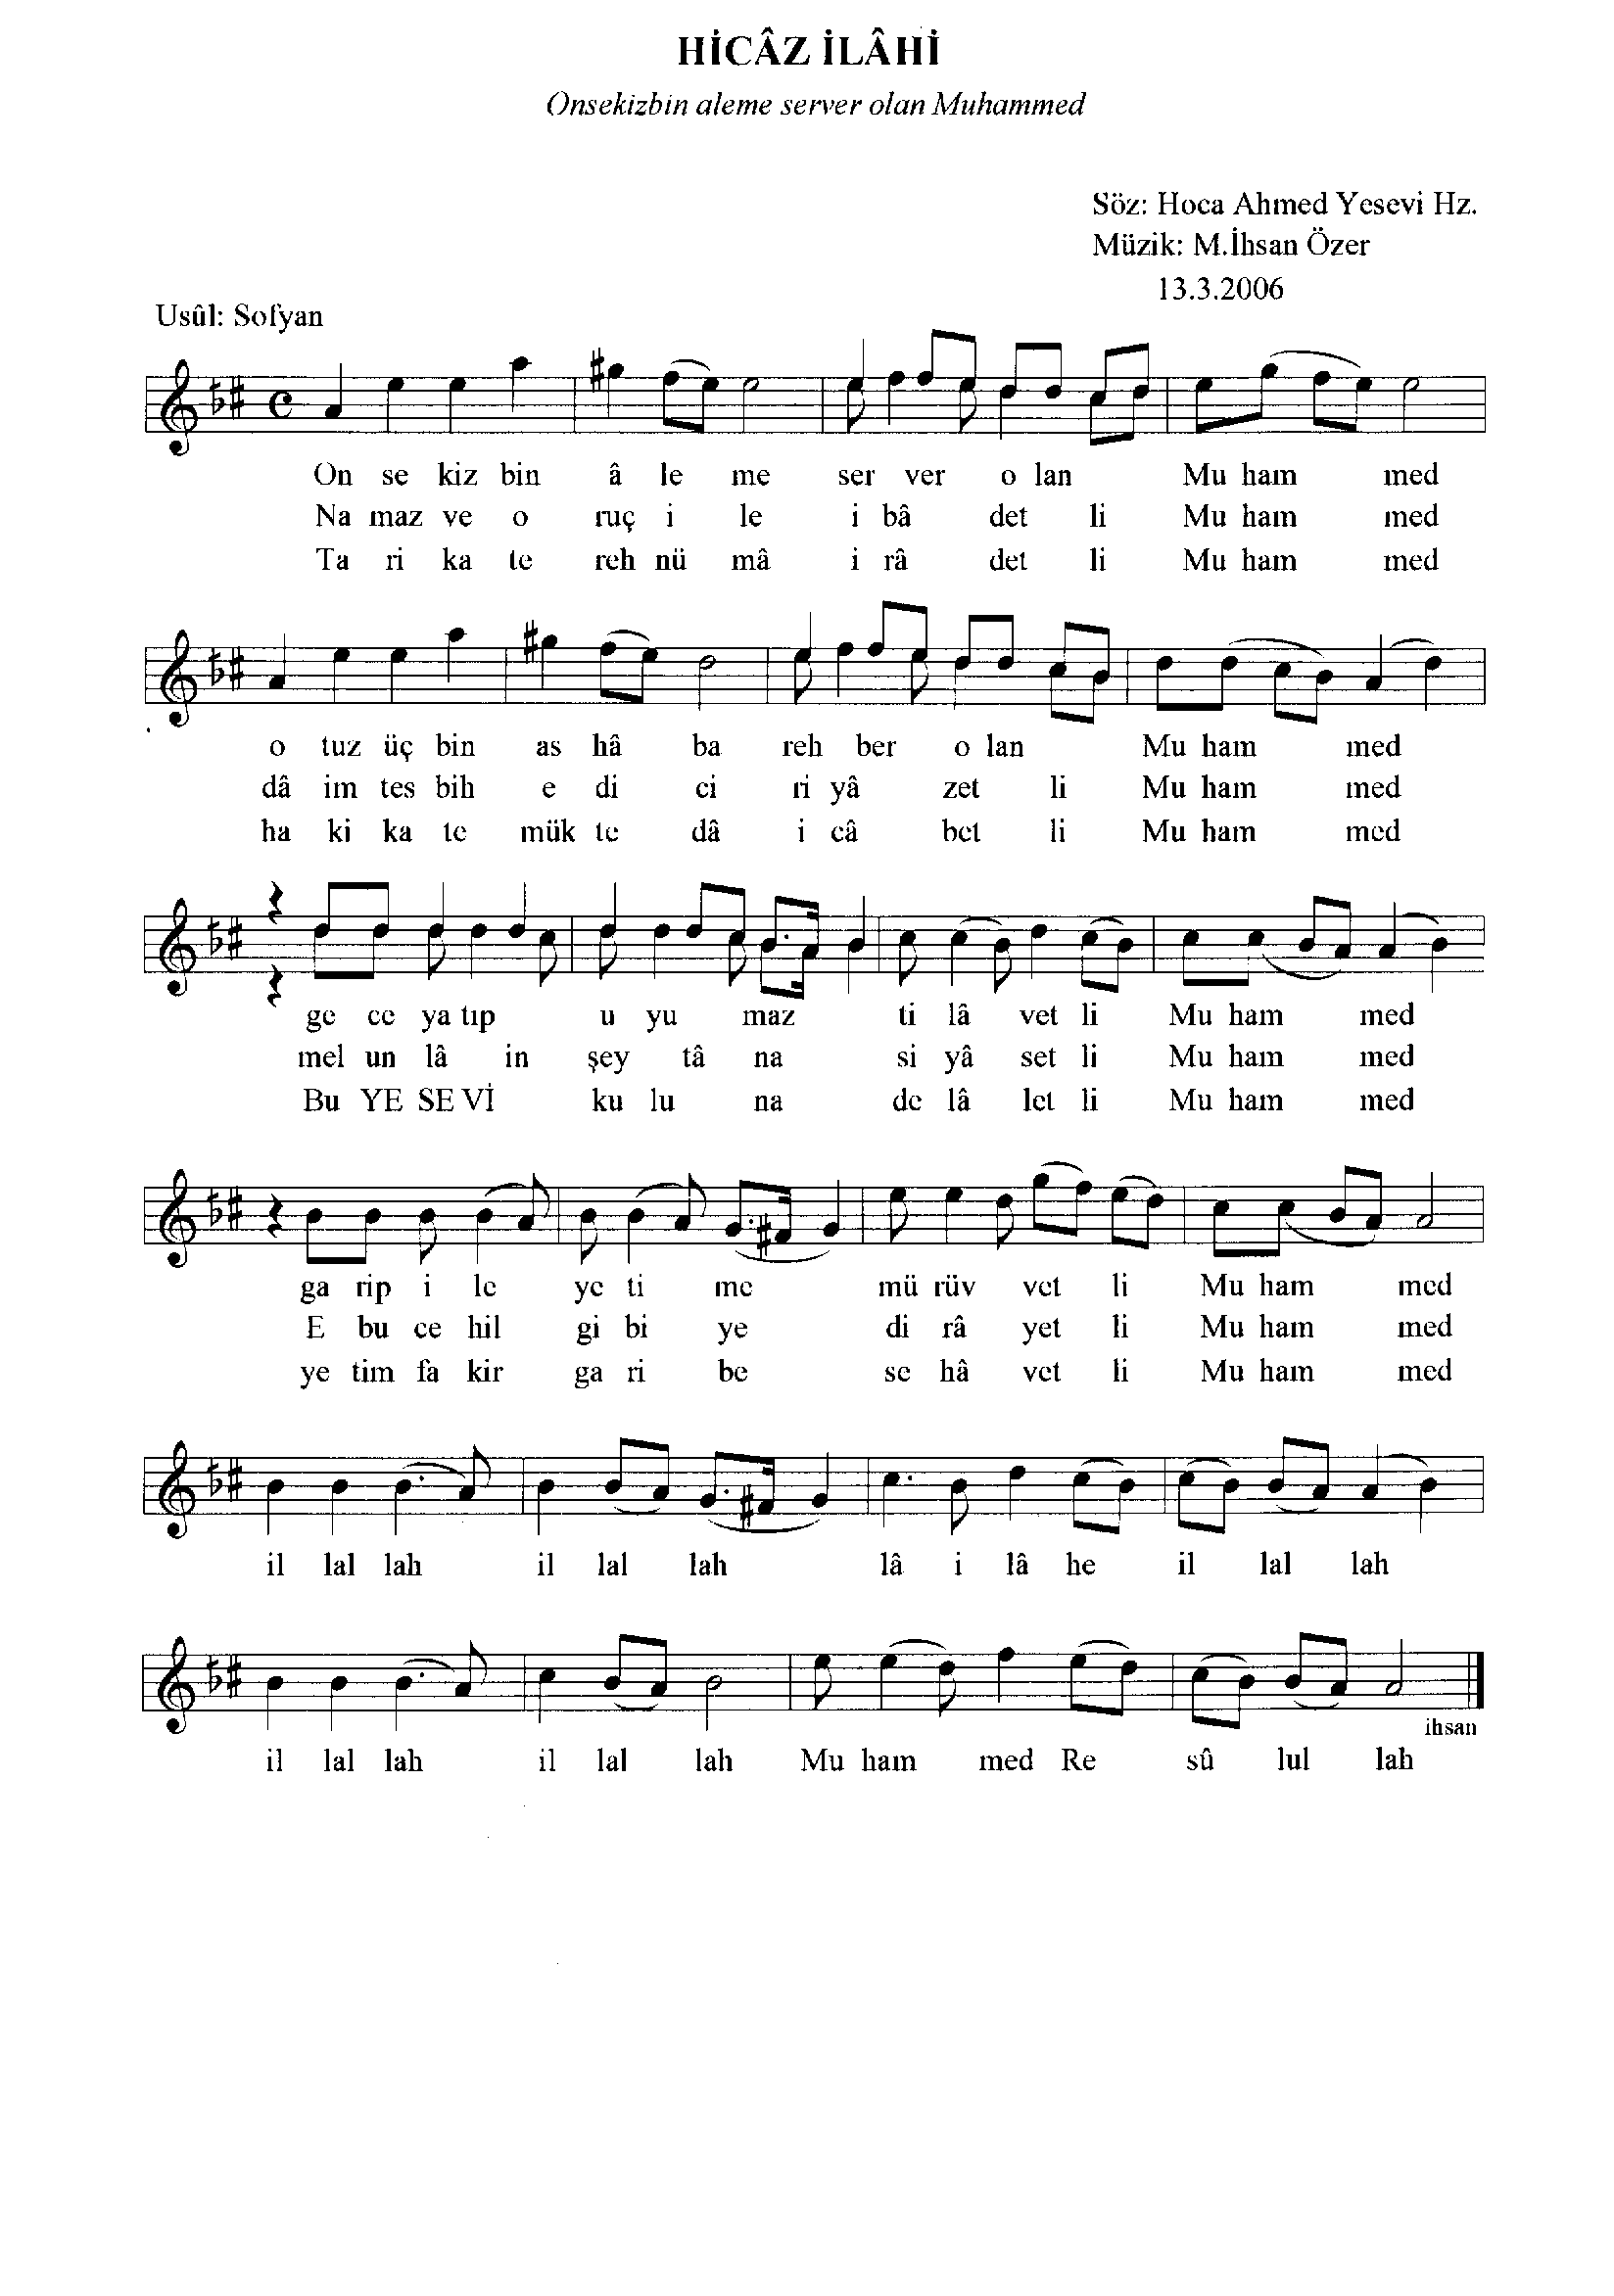 HİCÂZ İLÂHİ
Onsekizbin aleme server olan Muhammed
Söz: Hoca Ahmed Yesevi Hz.
Müzik: M.İhsan Özer
13.3.2006
Usûl: Sofyan
On se kiz bin â le me ser ver o lan Mu ham med
Na maz ve o ruç i le i bâ det li Mu ham med
Ta ri ka te reh nü mâ i râ det li Mu ham med
o tuz üç bin as hâ ba reh ber o lan Mu ham med
dâ im tes bih e di ci ri yâ zet li Mu ham med
ha ki ka te mük te dâ i câ bet li Mu ham med
ge ce ya tıp u yu maz ti lâ vet li Mu ham med
mel un lâ in şey tâ na si yâ set li Mu ham med
Bu YE SE Vİ ku lu na de lâ let li Mu ham med
ga rip i le ye ti me mü rüv vet li Mu ham med
E bu ce hil gi bi ye di râ yet li Mu ham med
ye tim fa kir ga ri be se hâ vet li Mu ham med
il lal lah il lal lah lâ i lâ he il lal lah
ihsan
il lal lah il lal lah Mu ham med Re sû lul lah